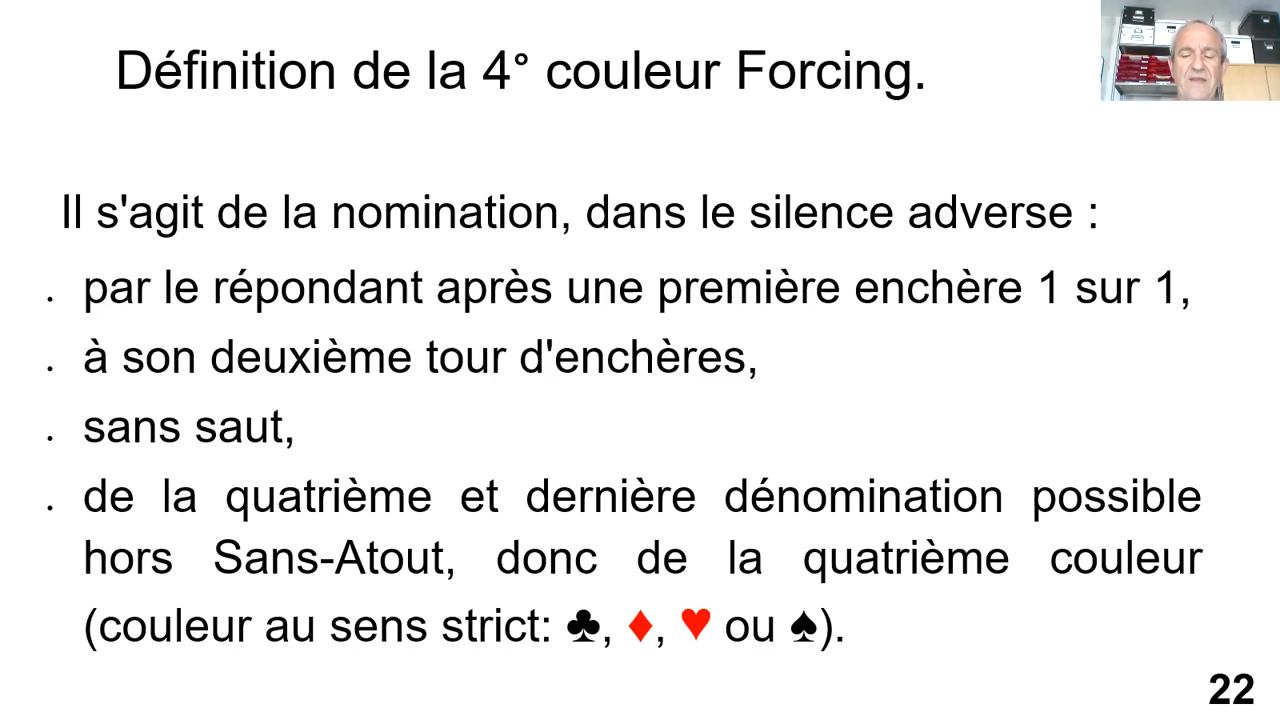 Définition de la 4° couleur Forcing.
Il s'agit de la nomination, dans le silence adverse :
. par le répondant après une première enchère 1 sur 1,
. à son deuxième tour d'enchères,
. sans saut,
. de la quatrième et dernière dénomination possible
hors Sans-Atout, donc de la quatrième couleur
(couleur au sens strict: ♣, ♦, ♥ ou ♠).
22